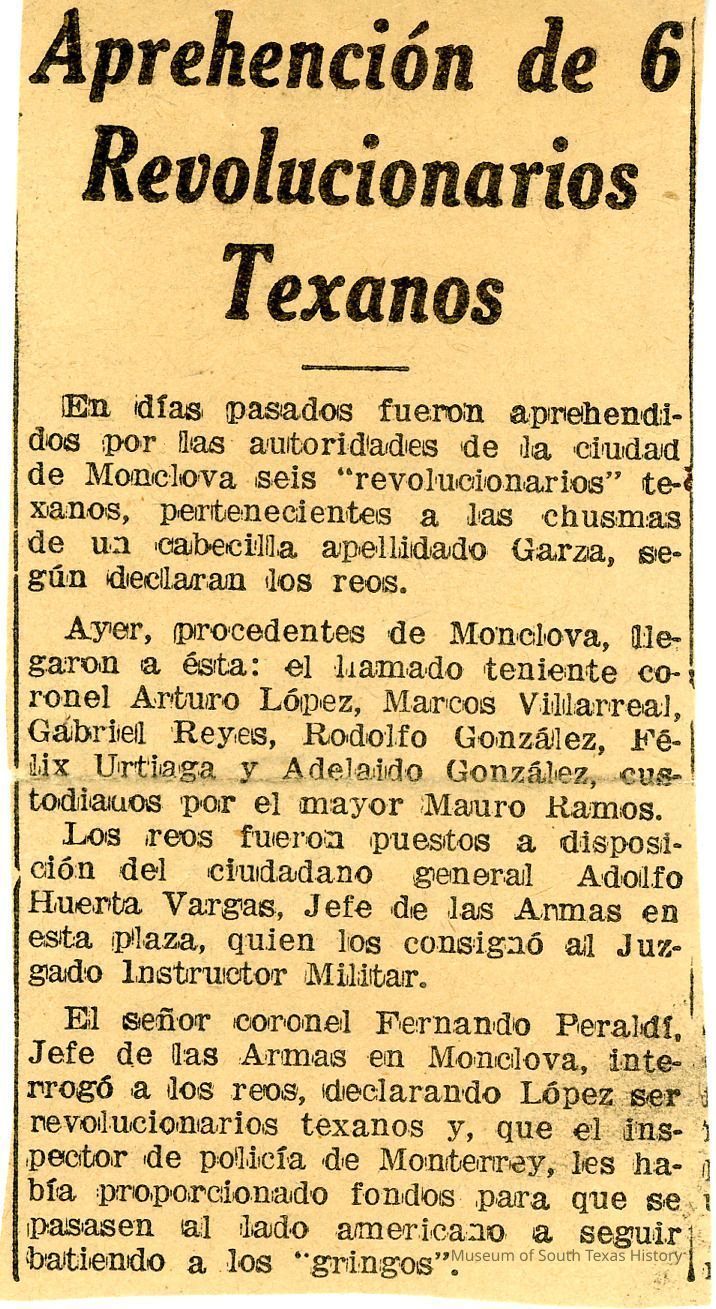 Aprehención de 6
Revolucionarios
Texanos
En días pasados fueron aprehendi-
dos por las autoridades de la ciudad
de Monclova seis "revolucionarios" te-
xanos, pertenecientes a las chusmas
de un cabecilla apellidado Garza, se-
gún declaran los reos.
Ayer, procedentes de Monclova, lle-
garon a ésta: el llamado teniente co-
ronel Arturo López, Marcos Villarreal,
Gabriel Reyes, Rodolfo González, Fé-
lix Urtiaga y Adelaido González, cus-
todiados por el mayor Mauro Ramos.
Los reos fueron puestos a disposi-
ción del ciudadano general Adolfo
Huerta Vargas, Jefe de las Armas en
esta plaza, quien los consignó al Juz-
gado Instructor Militar.
El señor coronel Fernando Peraldí,
Jefe de las Armas en Monclova, inte-
rrogó a los reos, declarando López ser
revolucionarios texanos y, que el ins-
pector de policía de Monterrey, les ha-
bía proporcionado fondos para que se
pasasen al lado americano a seguir
batiendo a los "gringos".
Museum of South Texas History